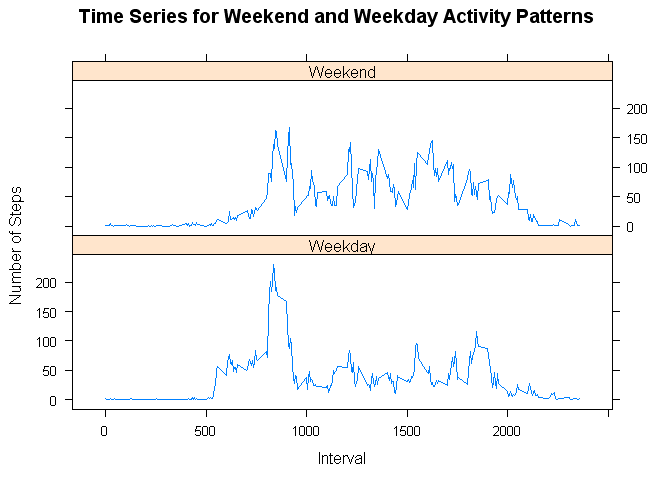 Time Series for Weekend and Weekday Activity Patterns
Weekend
200
150
100
50
0
Number of Steps
Weekday
200
150
100
50
0
0 500 1000 1500 2000
Interval